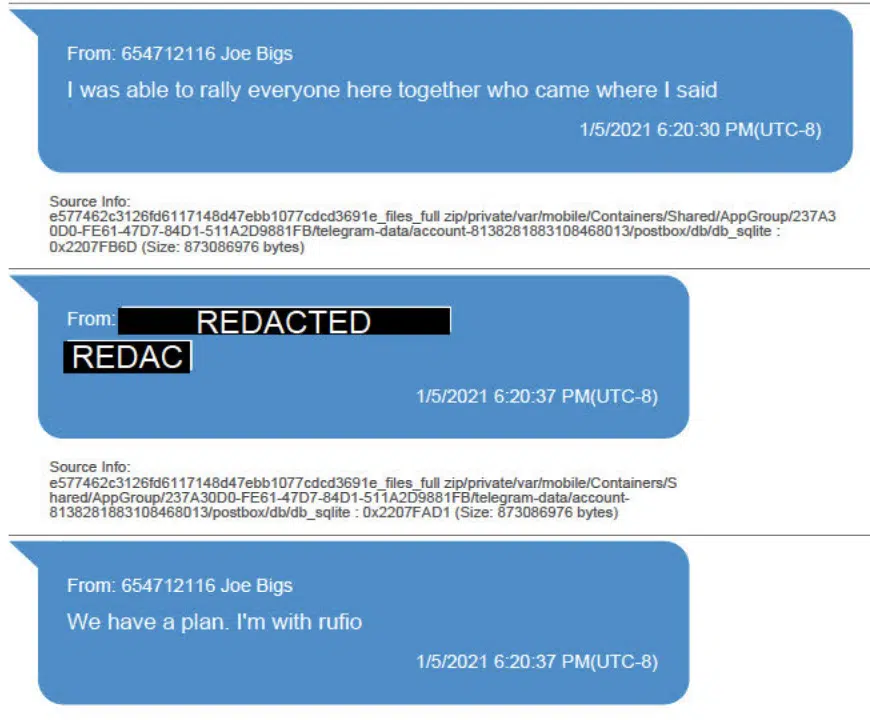 From: 654712116 Joe Bigs
I was able to rally everyone here together who came where I said
1/5/2021 6:20:30 PM(UTC-8)
Source Info:
e577462c3126fd6117148d47ebb1077cdcd3691e_files_full zip/private/var/mobile/Containers/Shared/AppGroup/237A3
0D0-FE61-47D7-84D1-511A2D9881FB/telegram-data/account-8138281883108468013/postbox/db/db_sqlite :
0x2207FB6D (Size: 873086976 bytes)
From: REDACTED
REDAC
1/5/2021 6:20:37 PM(UTC-8)
Source Info:
e577462c3126fd6117148d47ebb1077cdcd3691e_files_full zip/private/var/mobile/Containers/S
hared/AppGroup/237A30D0-FE61-47D7-84D1-511A2D9881FB/telegram-data/account-
8138281883108468013/postbox/db/db_sqlite : 0x2207FAD1 (Size: 873086976 bytes)
From: 654712116 Joe Bigs
We have a plan. I'm with rufio
1/5/2021 6:20:37 PM(UTC-8)